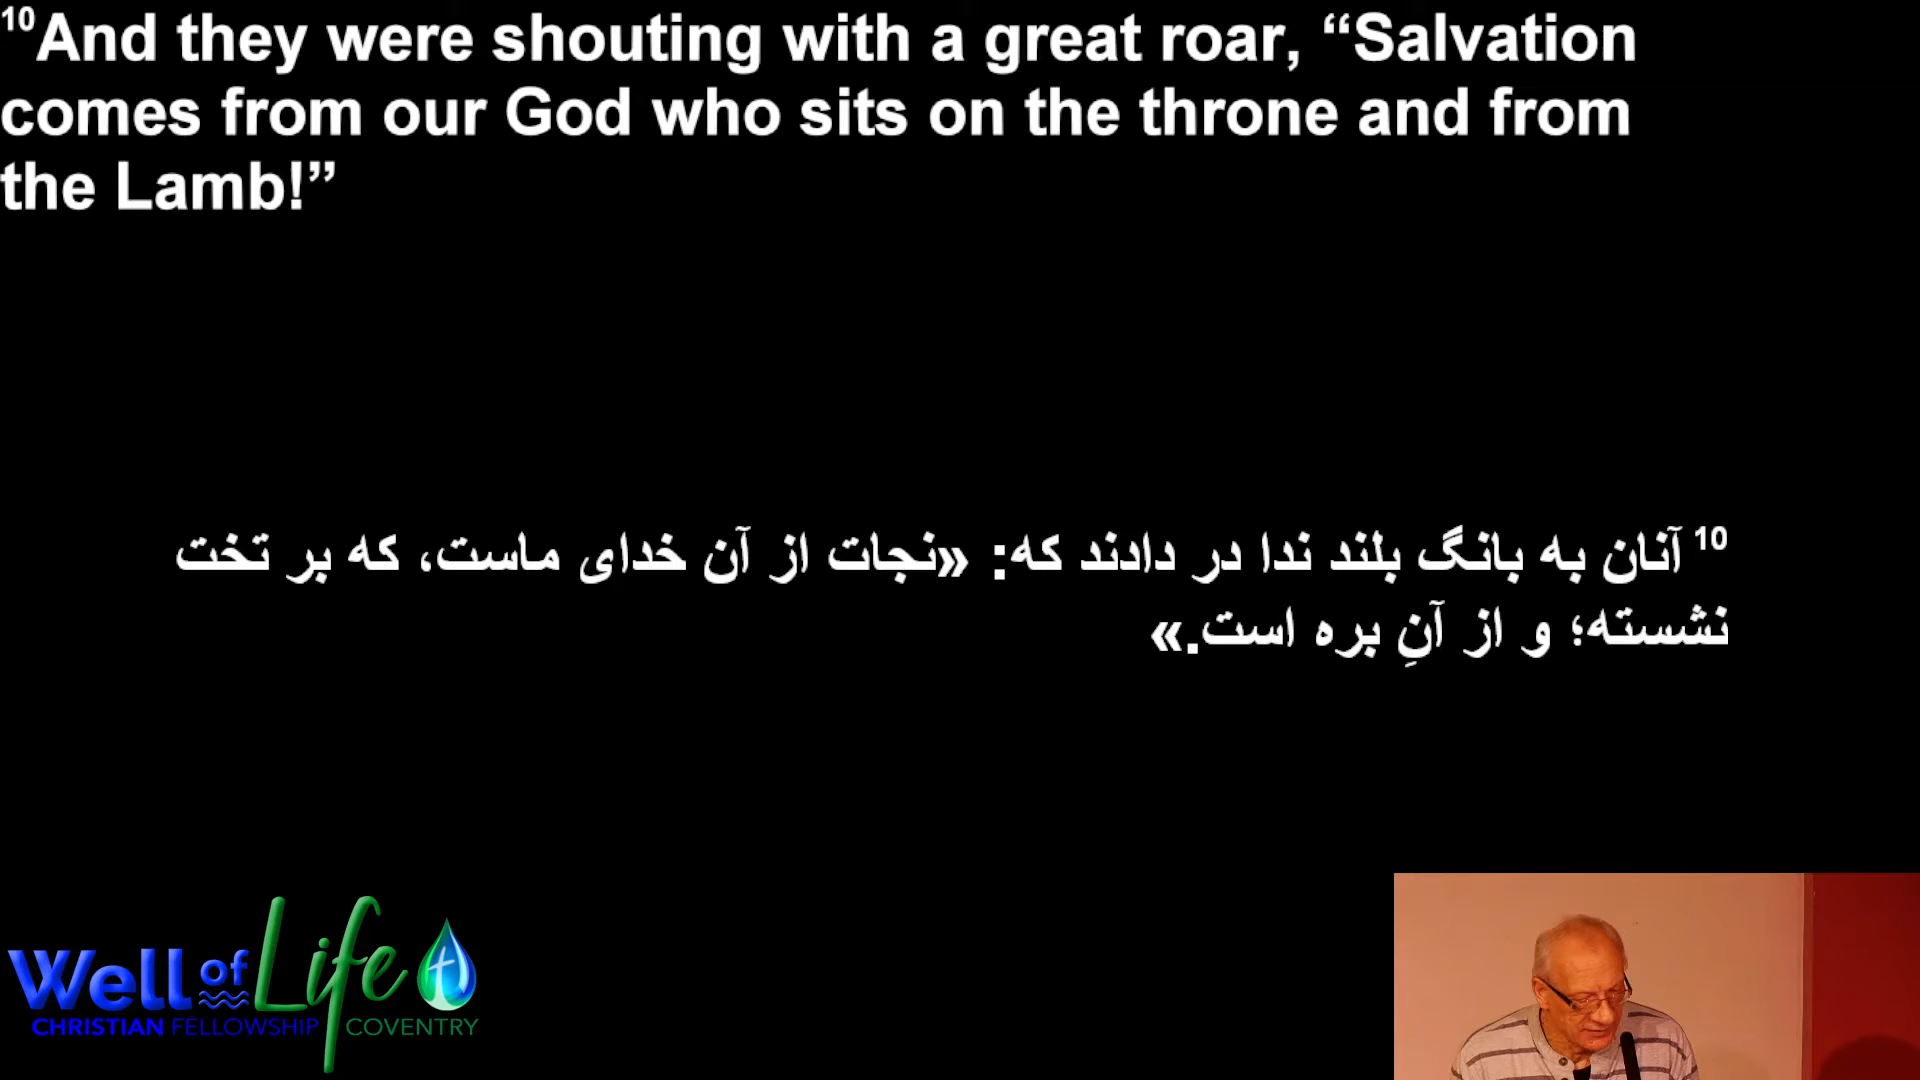 ¹⁰And they were shouting with a great roar, “Salvation
comes from our God who sits on the throne and from
the Lamb!”
¹⁰ آنان به بانگ بلند ندا در دادند که: «نجات از آن خدای ماست، که بر تخت
نشسته؛ و از آنِ بره است.»
Well of Life
CHRISTIAN FELLOWSHIP COVENTRY